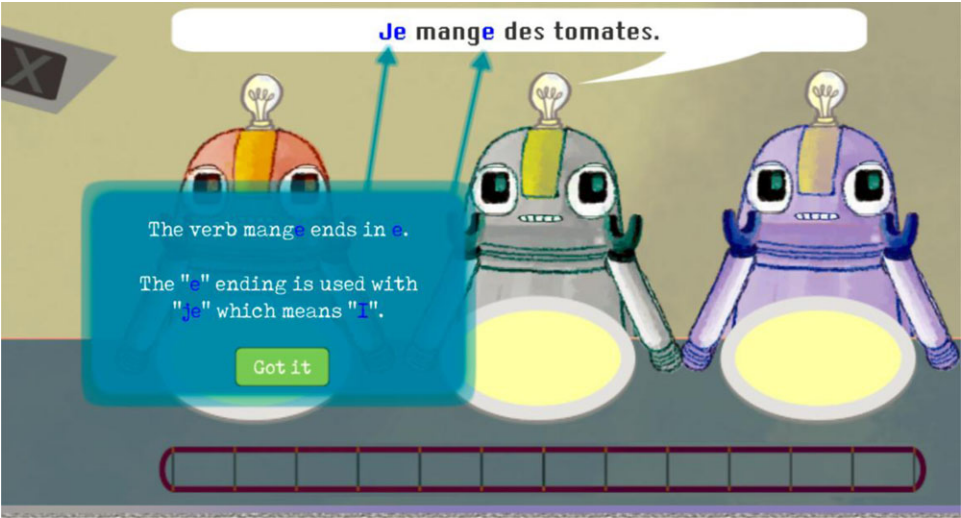 X
Je mange des tomates.
The verb mange ends in e.
The "e" ending is used with
"je" which means "I".
Got it